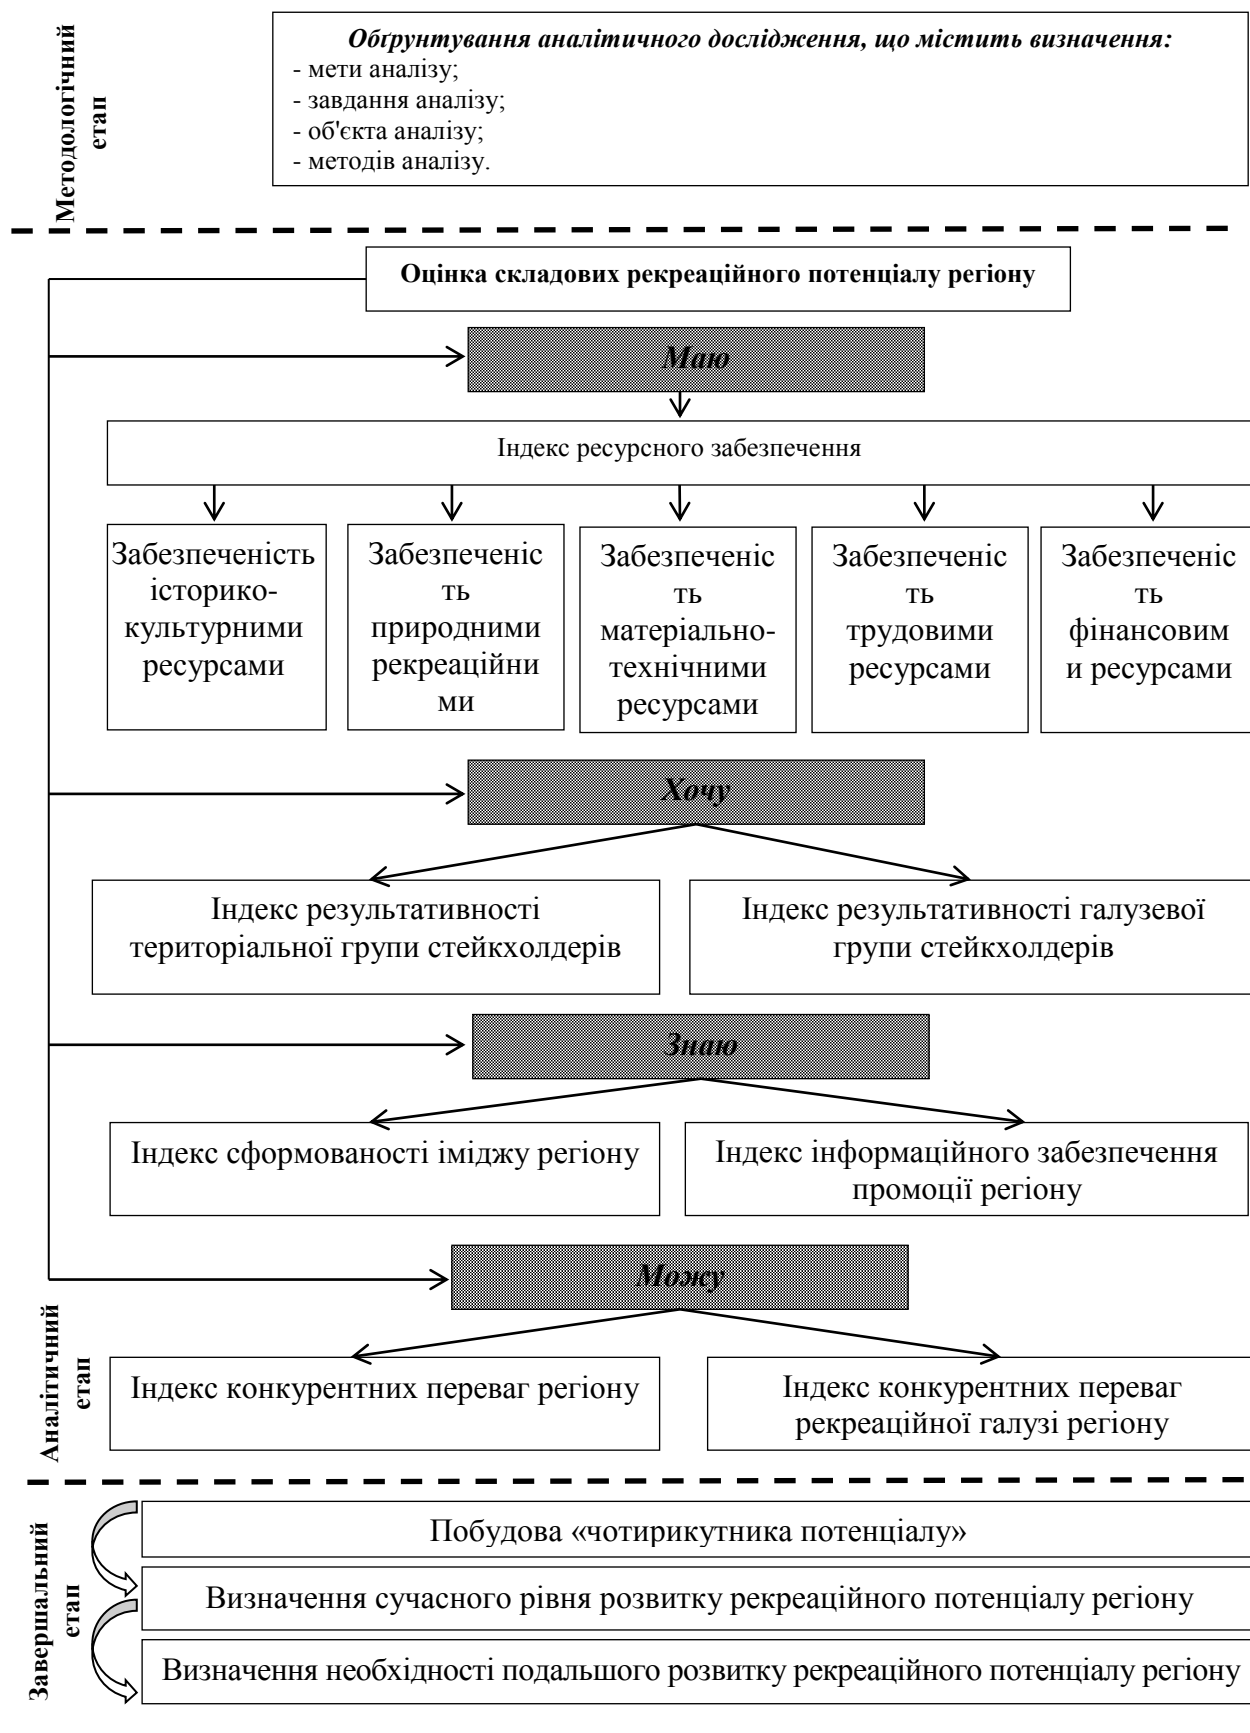 Методологічний
етап
Обґрунтування аналітичного дослідження, що містить визначення:
- мети аналізу;
- завдання аналізу;
- об'єкта аналізу;
- методів аналізу.
Оцінка складових рекреаційного потенціалу регіону
Маю
Індекс ресурсного забезпечення
Забезпеченість
історико-
культурними
ресурсами
Забезпеченіс
ть
природними
рекреаційни
ми
Забезпеченіс
ть
матеріально-
технічними
ресурсами
Забезпеченіс
ть
трудовими
ресурсами
Забезпеченіс
ть
фінансовим
и ресурсами
Хочу
Індекс результативності
територіальної групи стейкхолдерів
Індекс результативності галузевої
групи стейкхолдерів
Знаю
Індекс сформованості іміджу регіону
Індекс інформаційного забезпечення
промоції регіону
Можу
Аналітичний
етап
Індекс конкурентних переваг регіону
Індекс конкурентних переваг
рекреаційної галузі регіону
Завершальний
етап
Побудова «чотирикутника потенціалу»
Визначення сучасного рівня розвитку рекреаційного потенціалу регіону
Визначення необхідності подальшого розвитку рекреаційного потенціалу регіону